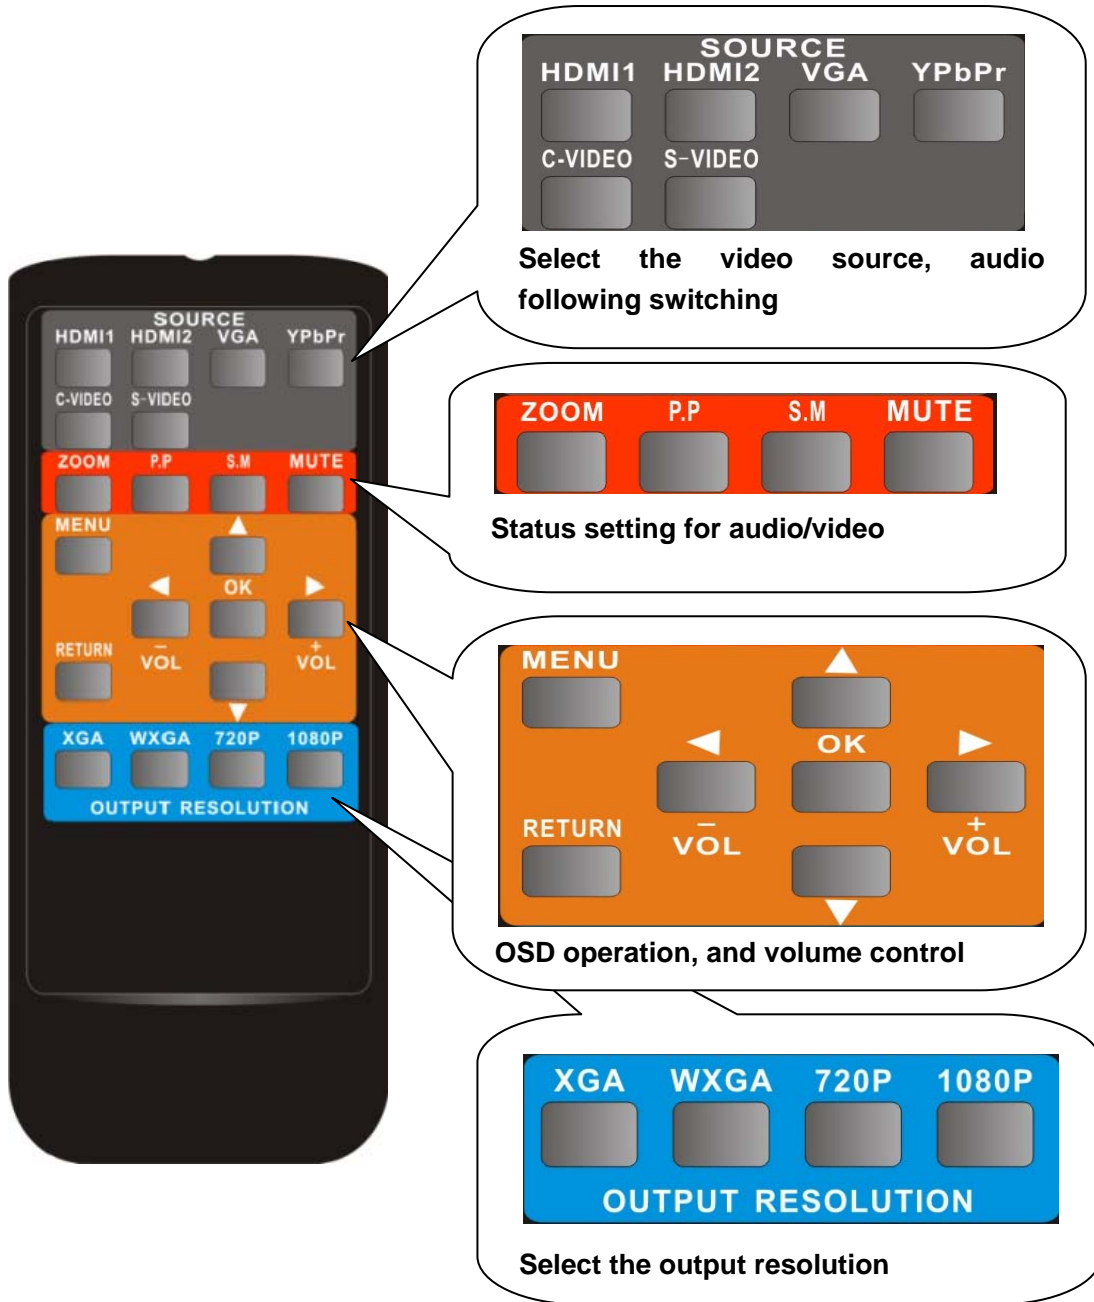 SOURCE
HDMI1 HDMI2 VGA YPbPr
C-VIDEO S-VIDEO
Select the video source, audio
following switching
SOURCE
HDMI1 HDMI2 VGA YPbPr
C-VIDEO S-VIDEO
ZOOM P.P S.M MUTE
MENU
OK
RETURN
– VOL + VOL
XGA WXGA 720P 1080P
OUTPUT RESOLUTION
ZOOM P.P S.M MUTE
Status setting for audio/video
MENU
OK
RETURN
– VOL + VOL
OSD operation, and volume control
XGA WXGA 720P 1080P
OUTPUT RESOLUTION
Select the output resolution